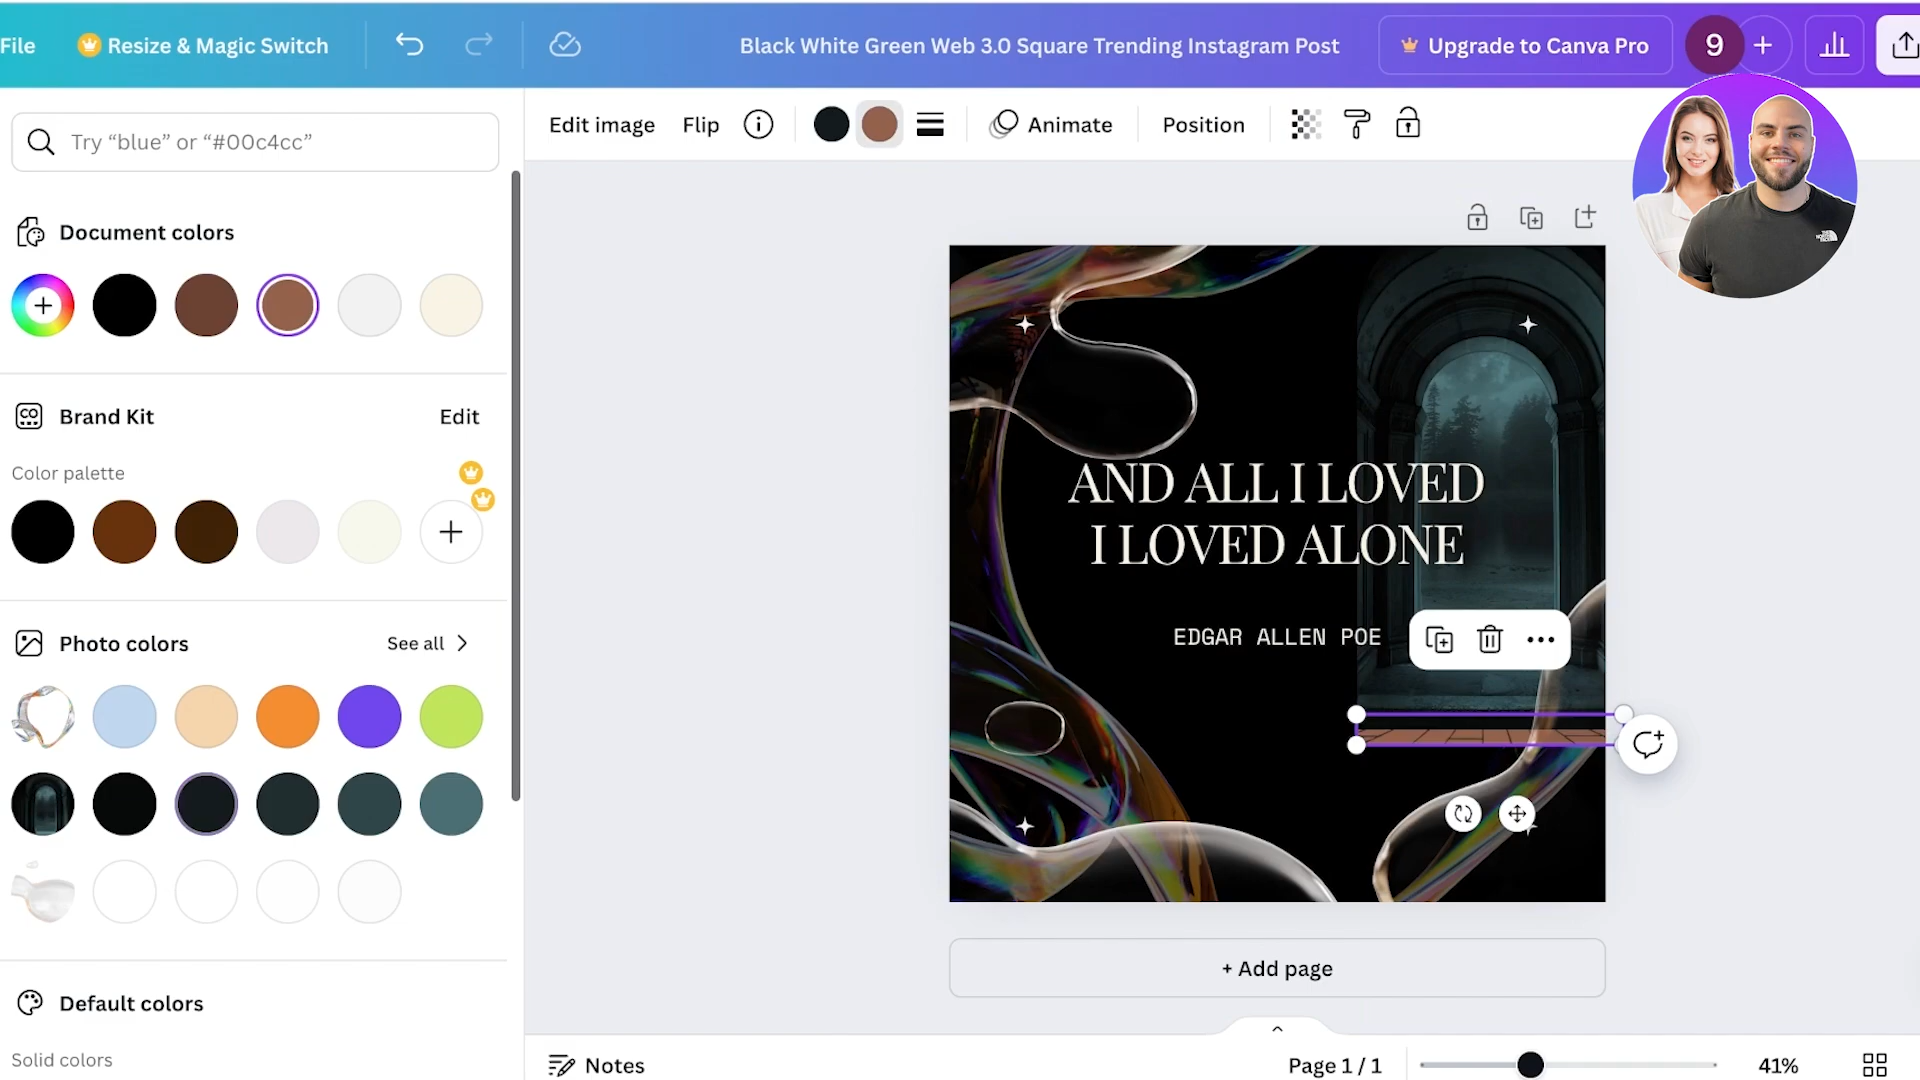 File
Resize & Magic Switch
Black White Green Web 3.0 Square Trending Instagram Post
Upgrade to Canva Pro
9
Try “blue” or “#00c4cc”
Edit image
Flip
Animate
Position
Document colors
Brand Kit
Edit
CO
Color palette
Photo colors
See all
Default colors
Solid colors
AND ALL I LOVED
I LOVED ALONE
EDGAR ALLEN POE
+ Add page
Notes
Page 1 / 1
41%